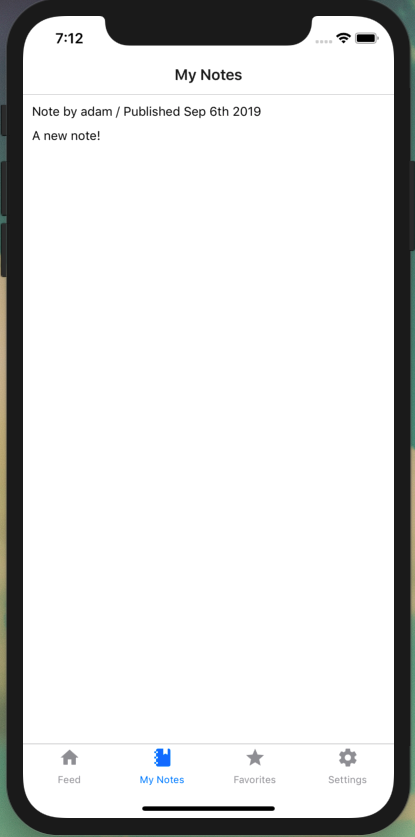 7:12
My Notes
Note by adam / Published Sep 6th 2019
A new note!
Feed
My Notes
Favorites
Settings